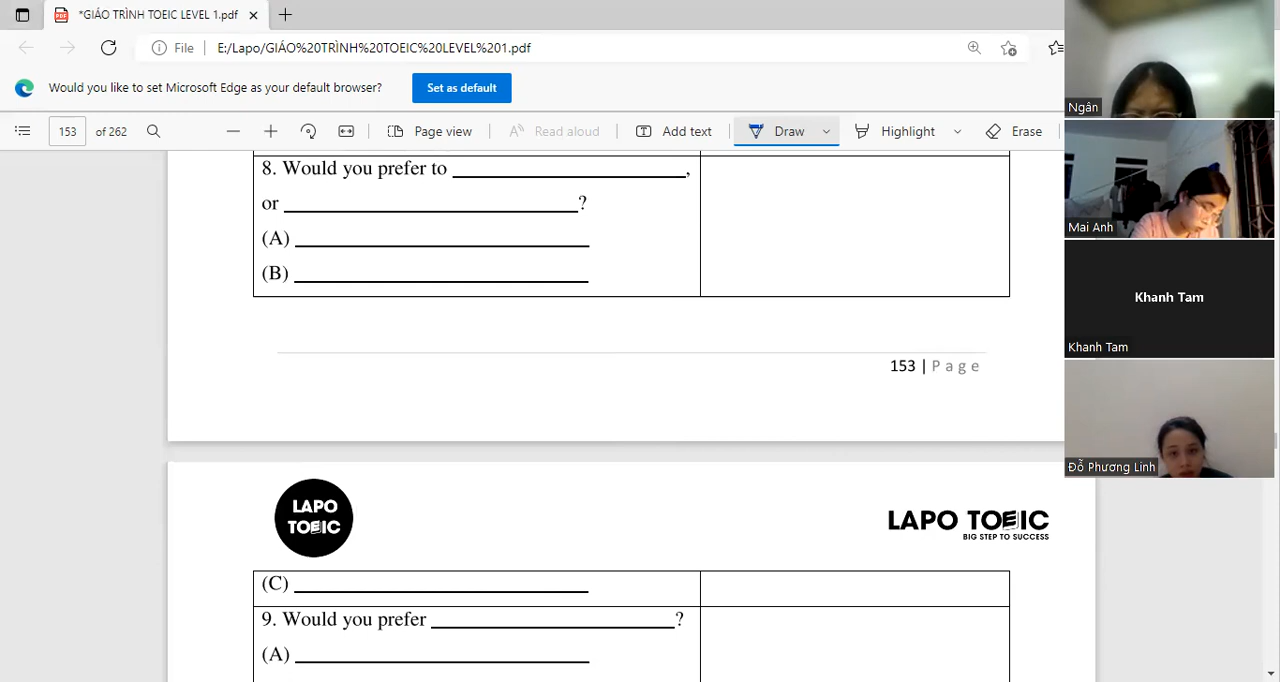 *GIÁO TRÌNH TOEIC LEVEL 1.pdf
File E:/Lapo/GIÁO%20TRÌNH%20TOEIC%20LEVEL%201.pdf
Would you like to set Microsoft Edge as your default browser? Set as default
153 of 262 Page view Read aloud Add text Draw Highlight Erase
8. Would you prefer to ,
or ?
(A)
(B)
153 | Page
LAPO
TOEIC
LAPO TOEIC
BIG STEP TO SUCCESS
(C)
9. Would you prefer ?
(A)
Ngân
Mai Anh
Khanh Tam
Khanh Tam
Đỗ Phương Linh